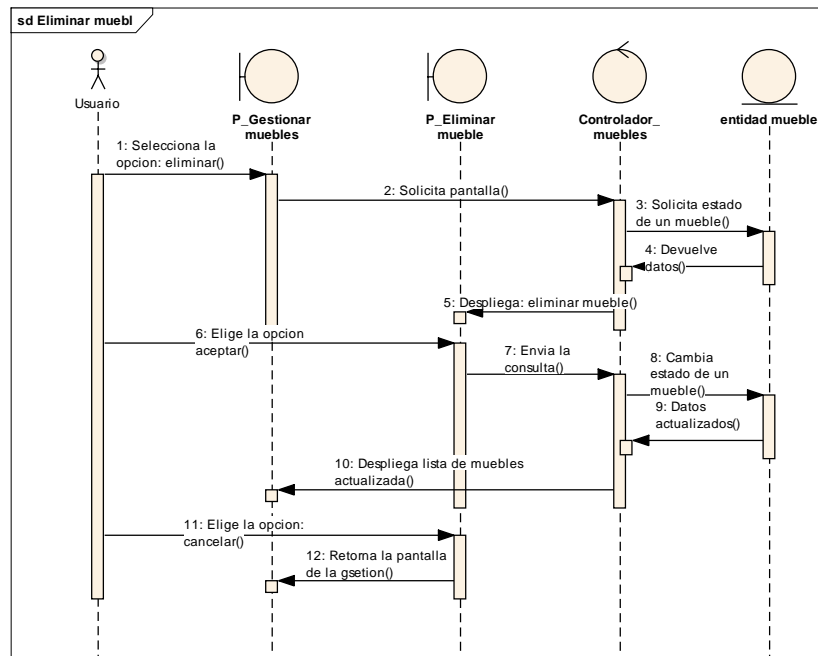 sd Eliminar muebl
Usuario
P_Gestionar
muebles
P_Eliminar
mueble
Controlador_
muebles
entidad mueble
1: Selecciona la
opcion: eliminar()
2: Solicita pantalla()
3: Solicita estado
de un mueble()
4: Devuelve
datos()
5: Despliega: eliminar mueble()
6: Elige la opcion
aceptar()
7: Envia la
consulta()
8: Cambia
estado de un
mueble()
9: Datos
actualizados()
10: Despliega lista de muebles
actualizada()
11: Elige la opcion:
cancelar()
12: Retorna la pantalla
de la gsetion()